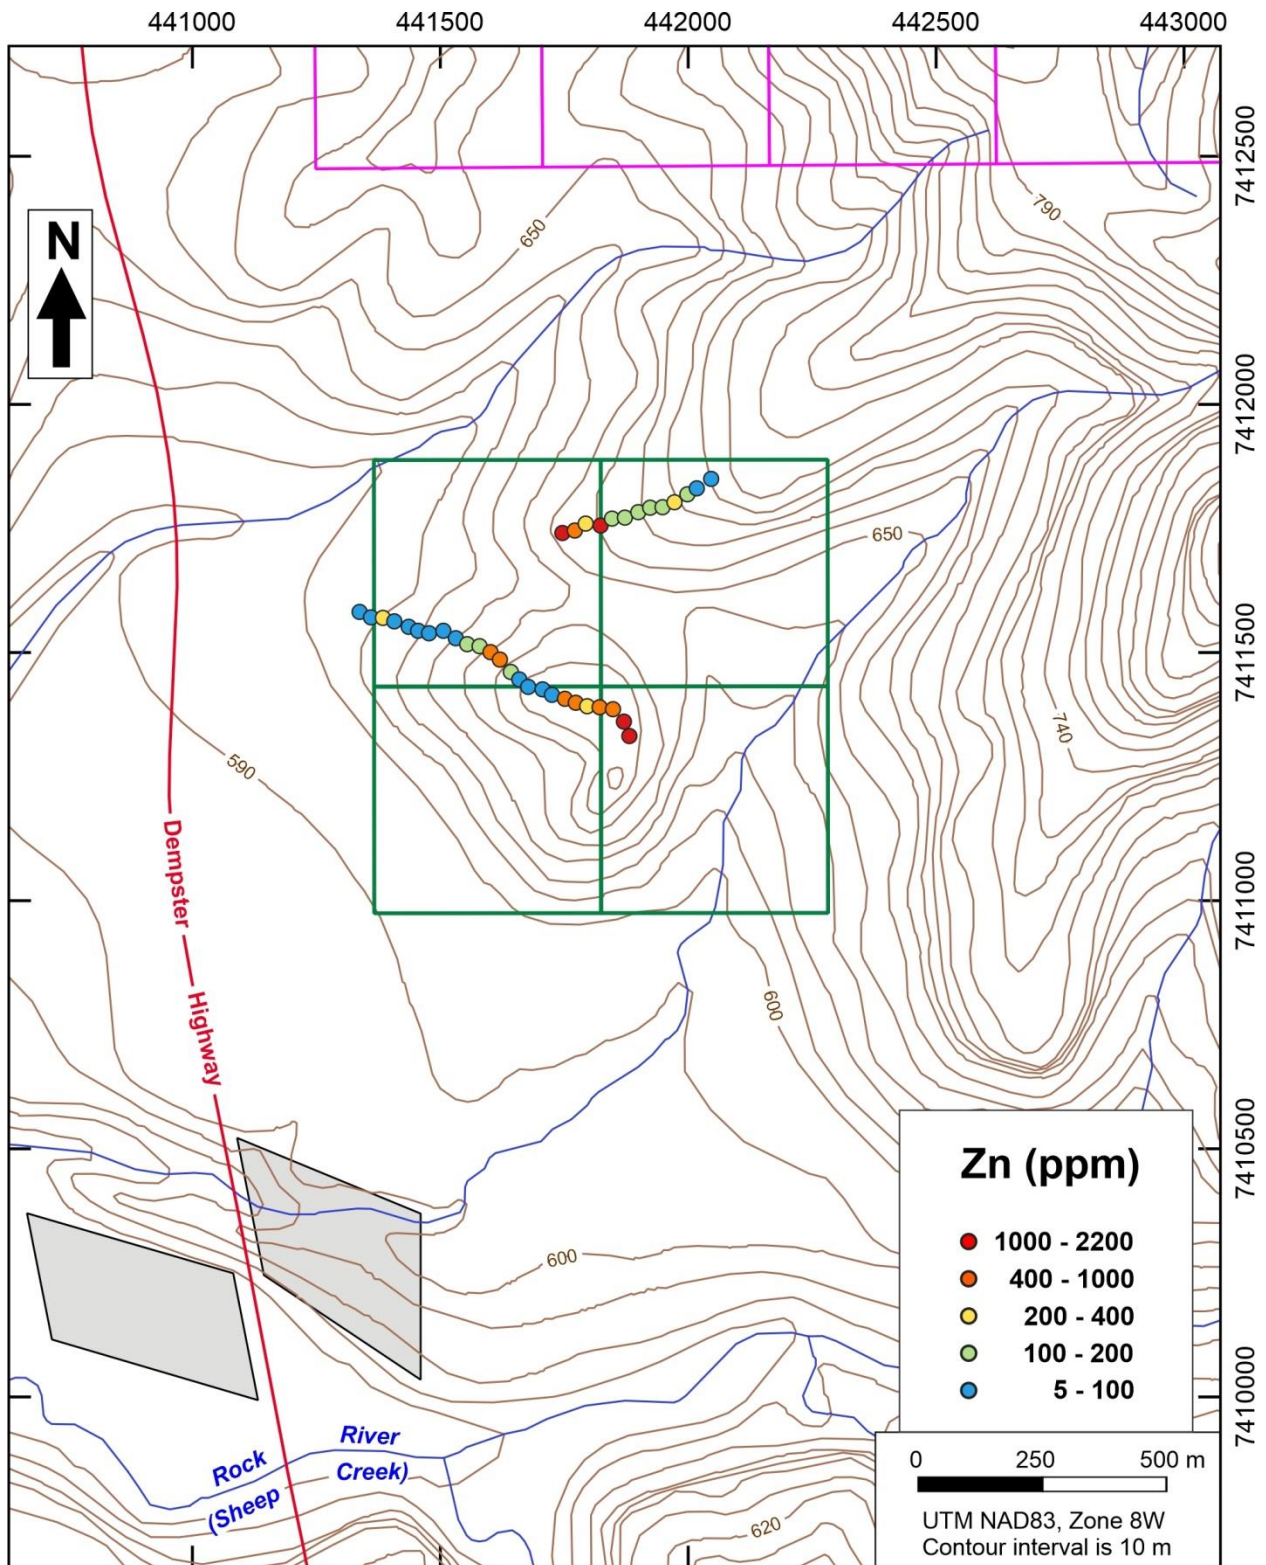 441000 441500 442000 442500 443000
7412500
7412000
7411500
7411000
7410500
7410000
N
650
790
650
590
740
600
Dempster
Highway
600
620
Rock
River
(Sheep
Creek)
Zn (ppm)
1000 - 2200
400 - 1000
200 - 400
100 - 200
5 - 100
0 250 500 m
UTM NAD83, Zone 8W
Contour interval is 10 m